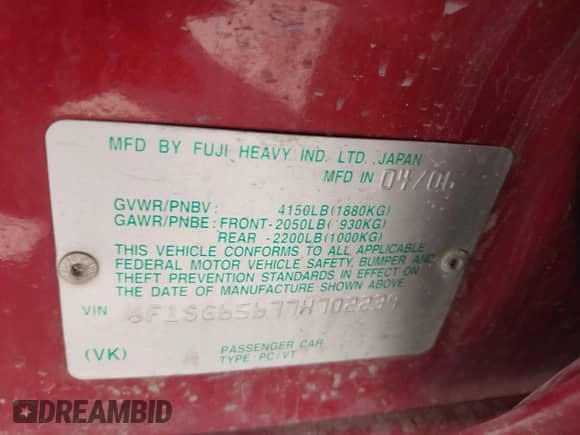 MFD BY FUJI HEAVY IND. LTD. JAPAN
MFD IN 04/06
GVWR/PNBV: 4150LB(1880KG)
GAWR/PNBE: FRONT-2050LB( 930KG)
REAR -2200LB(1000KG)
THIS VEHICLE CONFORMS TO ALL APPLICABLE
FEDERAL MOTOR VEHICLE SAFETY, BUMPER AND
THEFT PREVENTION STANDARDS IN EFFECT ON
THE DATE OF MANUFACTURE SHOWN ABOVE.
VIN
(VK)
PASSENGER CAR
TYPE: PC/VT
DREAMBID